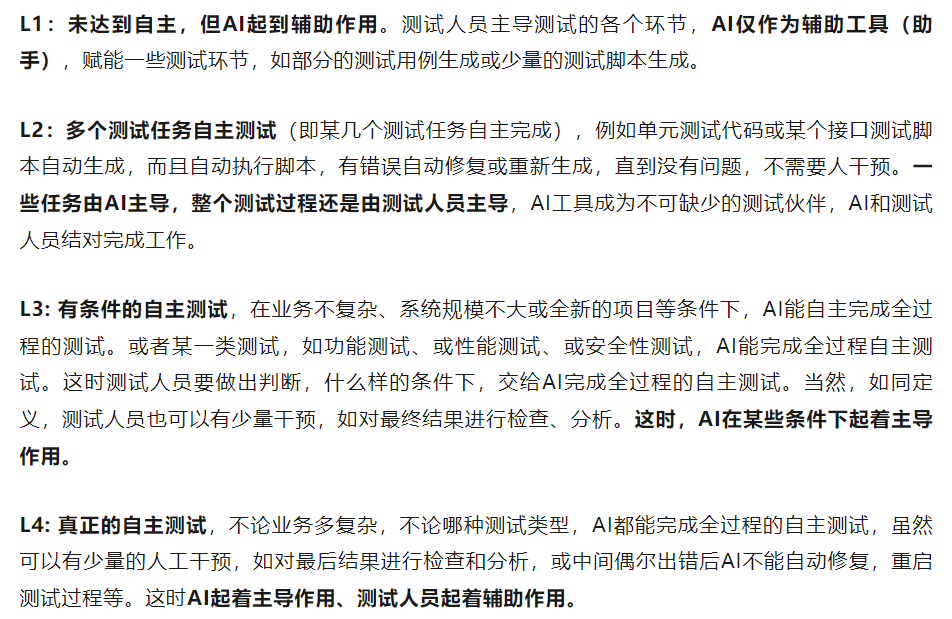 L1：未达到自主，但AI起到辅助作用。测试人员主导测试的各个环节，AI仅作为辅助工具（助
手），赋能一些测试环节，如部分的测试用例生成或少量的测试脚本生成。
L2：多个测试任务自主测试（即某几个测试任务自主完成），例如单元测试代码或某个接口测试脚
本自动生成，而且自动执行脚本，有错误自动修复或重新生成，直到没有问题，不需要人干预。一
些任务由AI主导，整个测试过程还是由测试人员主导，AI工具成为不可缺少的测试伙伴，AI和测试
人员结对完成工作。
L3: 有条件的自主测试，在业务不复杂、系统规模不大或全新的项目等条件下，AI能自主完成全过
程的测试。或者某一类测试，如功能测试、或性能测试、或安全性测试，AI能完成全过程自主测
试。这时测试人员要做出判断，什么样的条件下，交给AI完成全过程的自主测试。当然，如同定
义，测试人员也可以有少量干预，如对最终结果进行检查、分析。这时，AI在某些条件下起着主导
作用。
L4: 真正的自主测试，不论业务多复杂，不论哪种测试类型，AI都能完成全过程的自主测试，虽然
可以有少量的人工干预，如对最后结果进行检查和分析，或中间偶尔出错后AI不能自动修复，重启
测试过程等。这时AI起着主导作用、测试人员起着辅助作用。